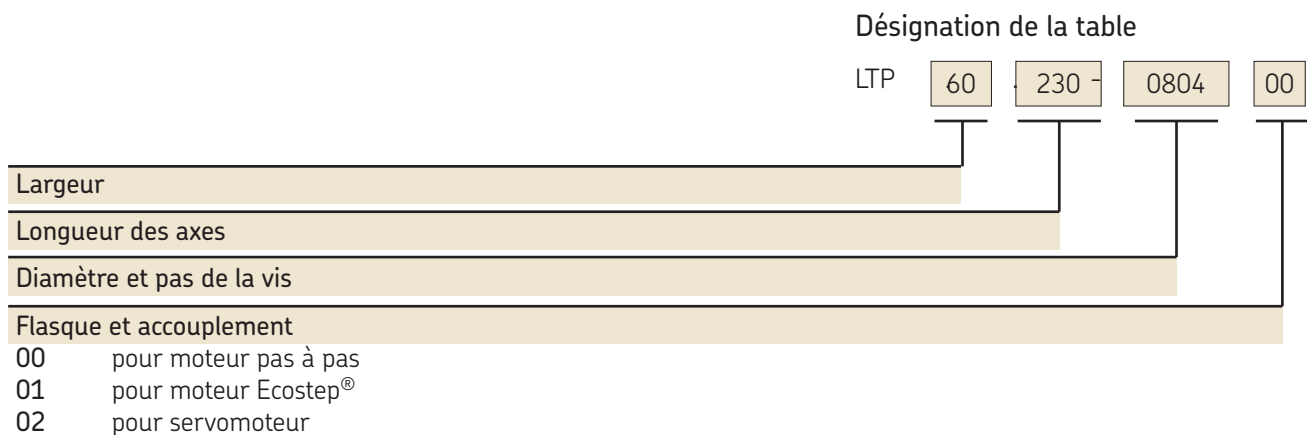 Désignation de la table
LTP 60 . 230 - 0804 00
Largeur
Longueur des axes
Diamètre et pas de la vis
Flasque et accouplement
00 pour moteur pas à pas
01 pour moteur Ecostep®
02 pour servomoteur